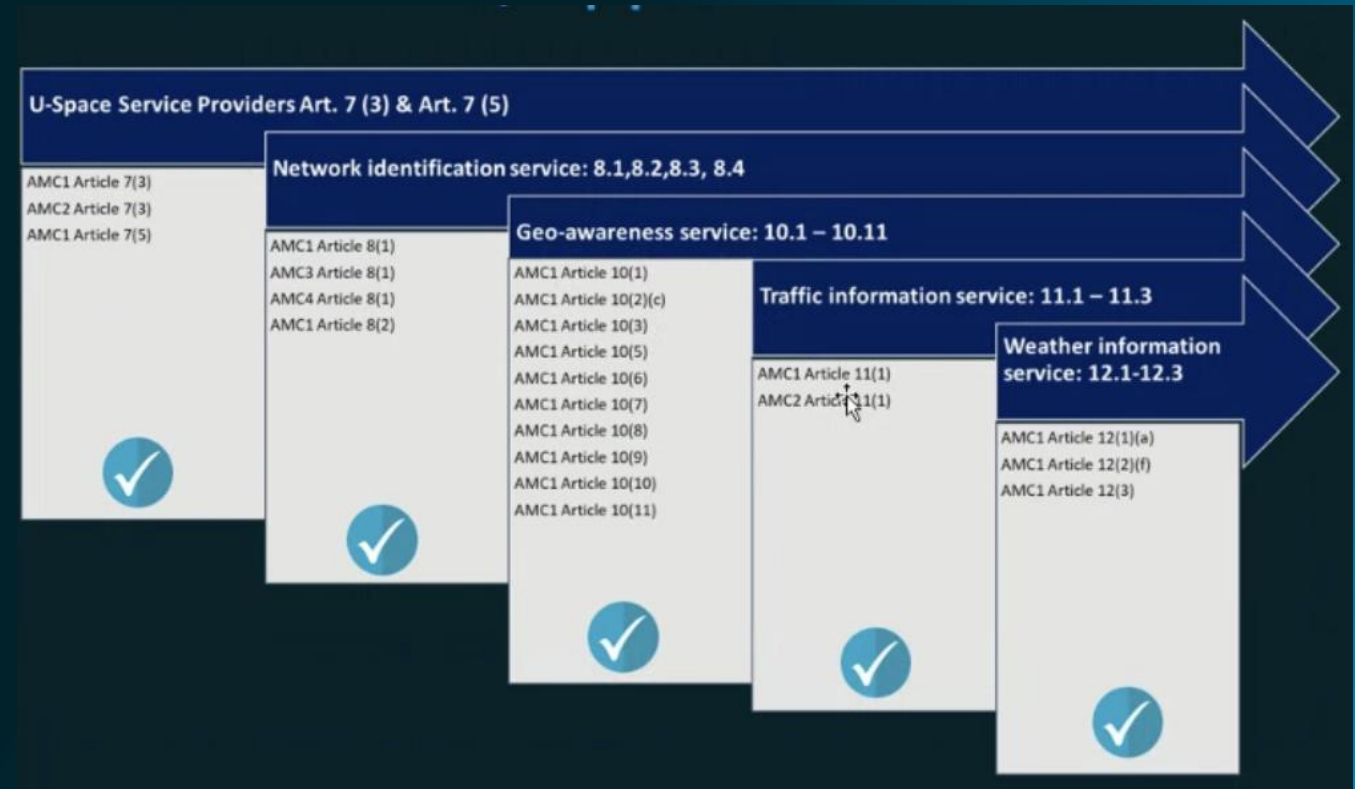 U-Space Service Providers Art. 7 (3) & Art. 7 (5)
AMC1 Article 7(3)
AMC2 Article 7(3)
AMC1 Article 7(5)
Network identification service: 8.1,8.2,8.3, 8.4
AMC1 Article 8(1)
AMC3 Article 8(1)
AMC4 Article 8(1)
AMC1 Article 8(2)
Geo-awareness service: 10.1 – 10.11
AMC1 Article 10(1)
AMC1 Article 10(2)(c)
AMC1 Article 10(3)
AMC1 Article 10(5)
AMC1 Article 10(6)
AMC1 Article 10(7)
AMC1 Article 10(8)
AMC1 Article 10(9)
AMC1 Article 10(10)
AMC1 Article 10(11)
Traffic information service: 11.1 – 11.3
AMC1 Article 11(1)
AMC2 Article 11(1)
Weather information
service: 12.1-12.3
AMC1 Article 12(1)(a)
AMC1 Article 12(2)(f)
AMC1 Article 12(3)